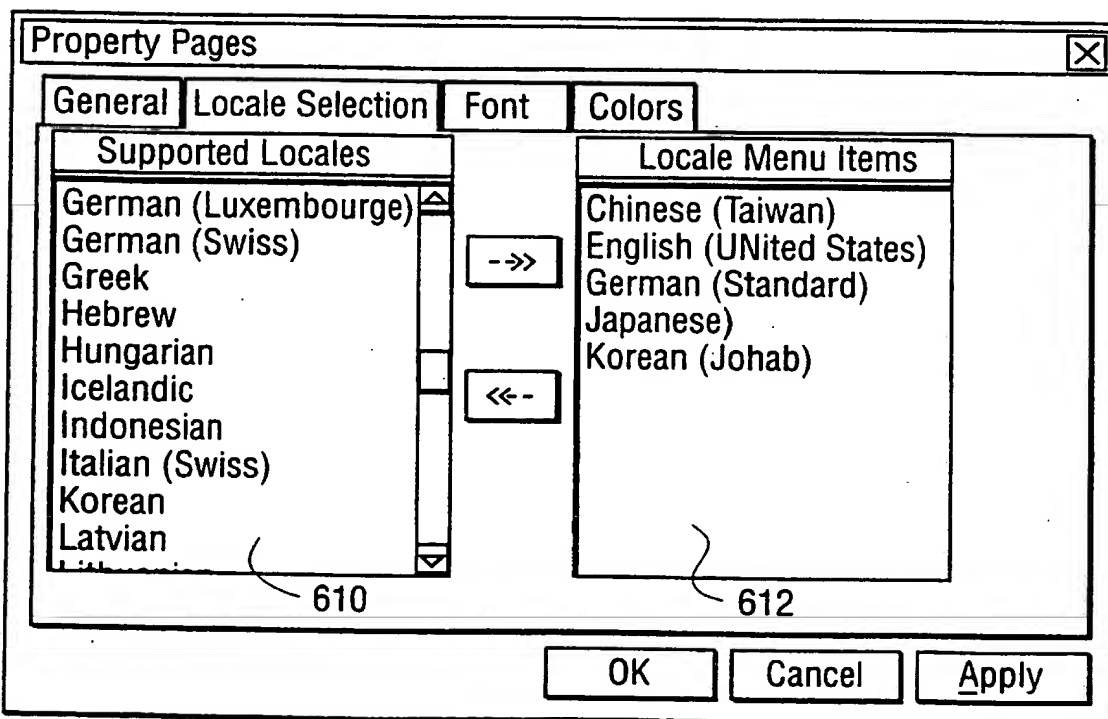 Property Pages
General Locale Selection Font Colors
Supported Locales
German (Luxembourge)
German (Swiss)
Greek
Hebrew
Hungarian
Icelandic
Indonesian
Italian (Swiss)
Korean
Latvian
610
Locale Menu Items
Chinese (Taiwan)
English (UNited States)
German (Standard)
Japanese)
Korean (Johab)
612
OK Cancel Apply